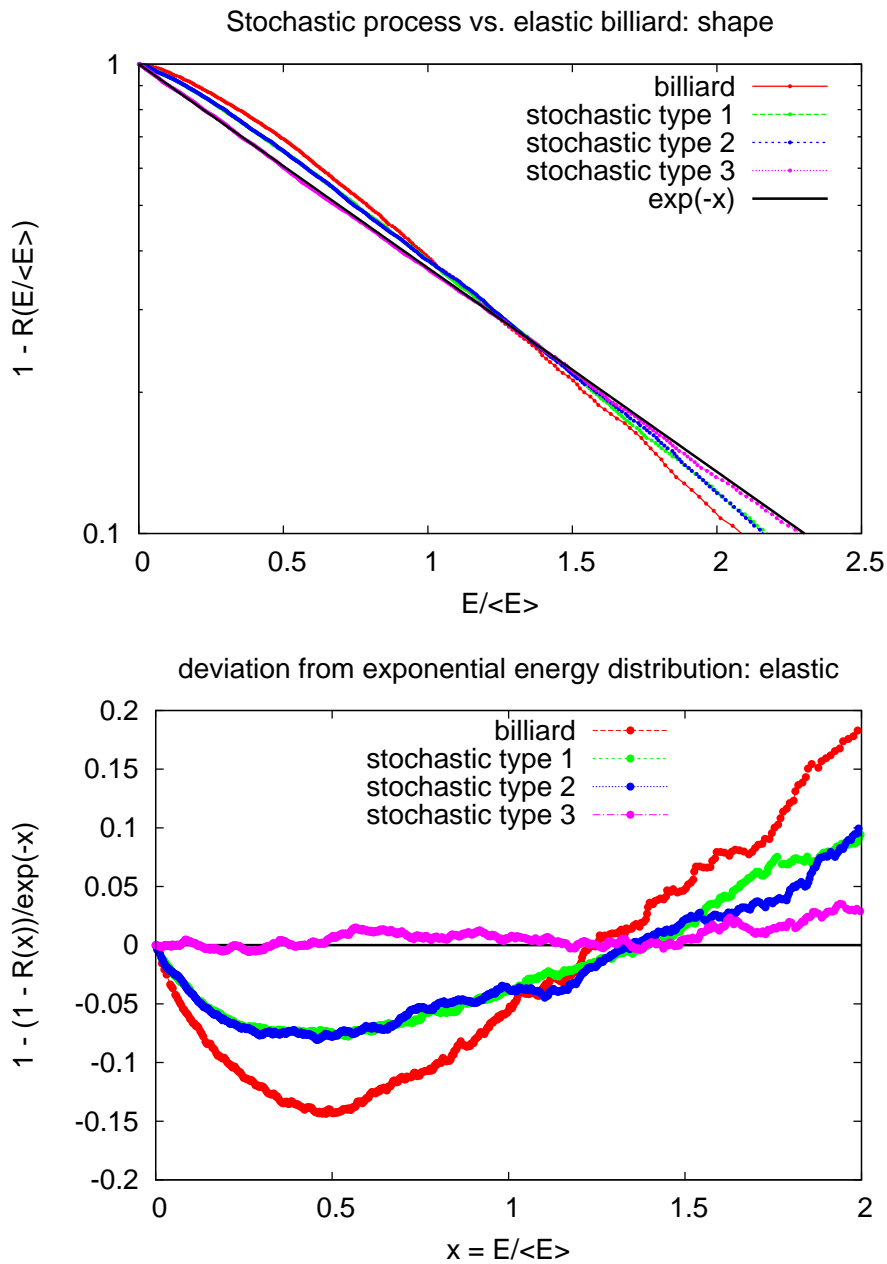 Stochastic process vs. elastic billiard: shape
1 - R(E/<E>)
1
0.1
billiard
stochastic type 1
stochastic type 2
stochastic type 3
exp(-x)
0
0.5
1
1.5
2
2.5
E/<E>
deviation from exponential energy distribution: elastic
1 - (1 - R(x))/exp(-x)
0.2
0.15
0.1
0.05
0
-0.05
-0.1
-0.15
-0.2
billiard
stochastic type 1
stochastic type 2
stochastic type 3
0
0.5
1
1.5
2
x = E/<E>